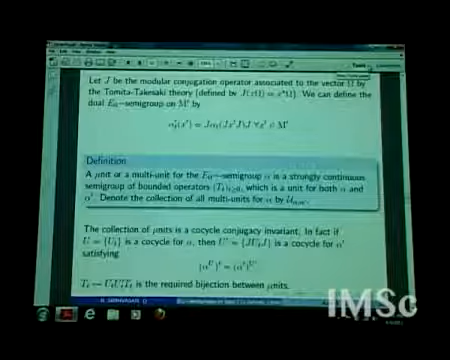 Let J be the modular conjugation operator associated to the vector Ω by
the Tomita-Takesaki theory [defined by J(xΩ) = x*Ω]. We can define the
dual E₀−semigroup on M′ by
α′ₜ(x′) = Jαₜ(Jx′J)J ∀x′ ∈ M′
Definition
A μnit or a multi-unit for the E₀−semigroup α is a strongly continuous
semigroup of bounded operators (Tₜ)ₜ≥₀, which is a unit for both α and
α′. Denote the collection of all multi-units for α by
The collection of μnits is a cocycle conjugacy invariant. In fact if
U = {Uₜ} is a cocycle for α, then U′ = {JUₜJ} is a cocycle for α′
satisfying
(α^U)′ = (α′)^U′
Tₜ ↦ UₜU′ₜTₜ is the required bijection between μnits.
R. SRINIVASAN ()
IMSc